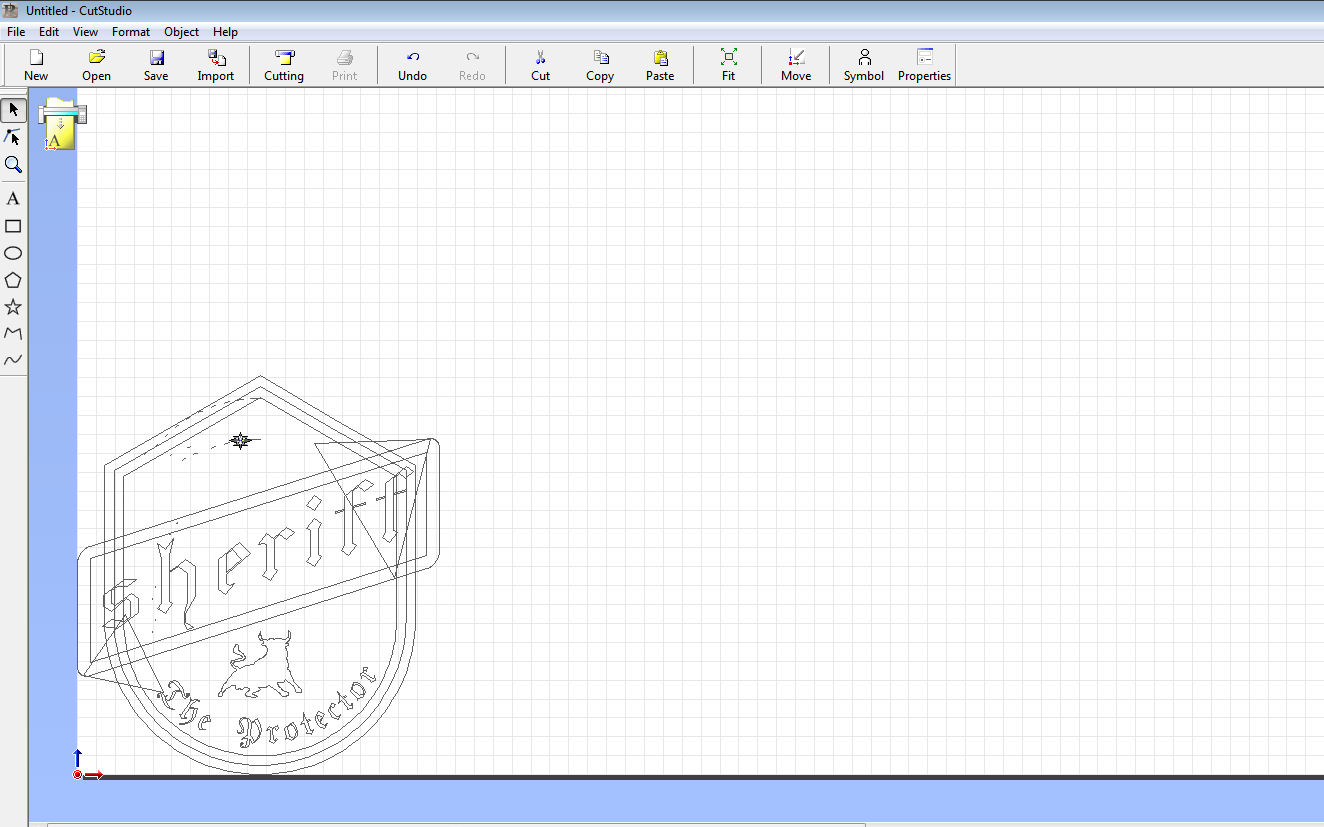 Untitled - CutStudio
File Edit View Format Object Help
New Open Save Import Cutting Print Undo Redo Cut Copy Paste Fit Move Symbol Properties
A
A
sheriff
The Protector